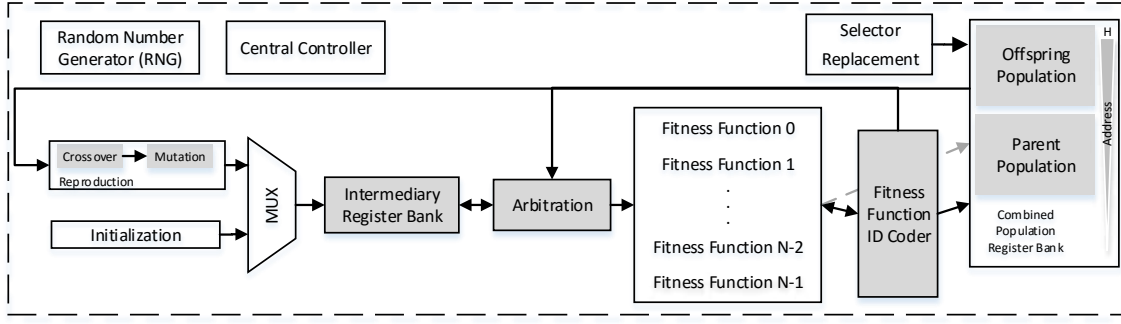 Random Number
Generator (RNG)
Central Controller
Selector
Replacement
H
Offspring
Population
Address
Parent
Population
Combined
Population
Register Bank
Crossover
Mutation
Reproduction
Initialization
MUX
Intermediary
Register Bank
Arbitration
Fitness Function 0
Fitness Function 1
.
.
.
Fitness Function N-2
Fitness Function N-1
Fitness
Function
ID Coder